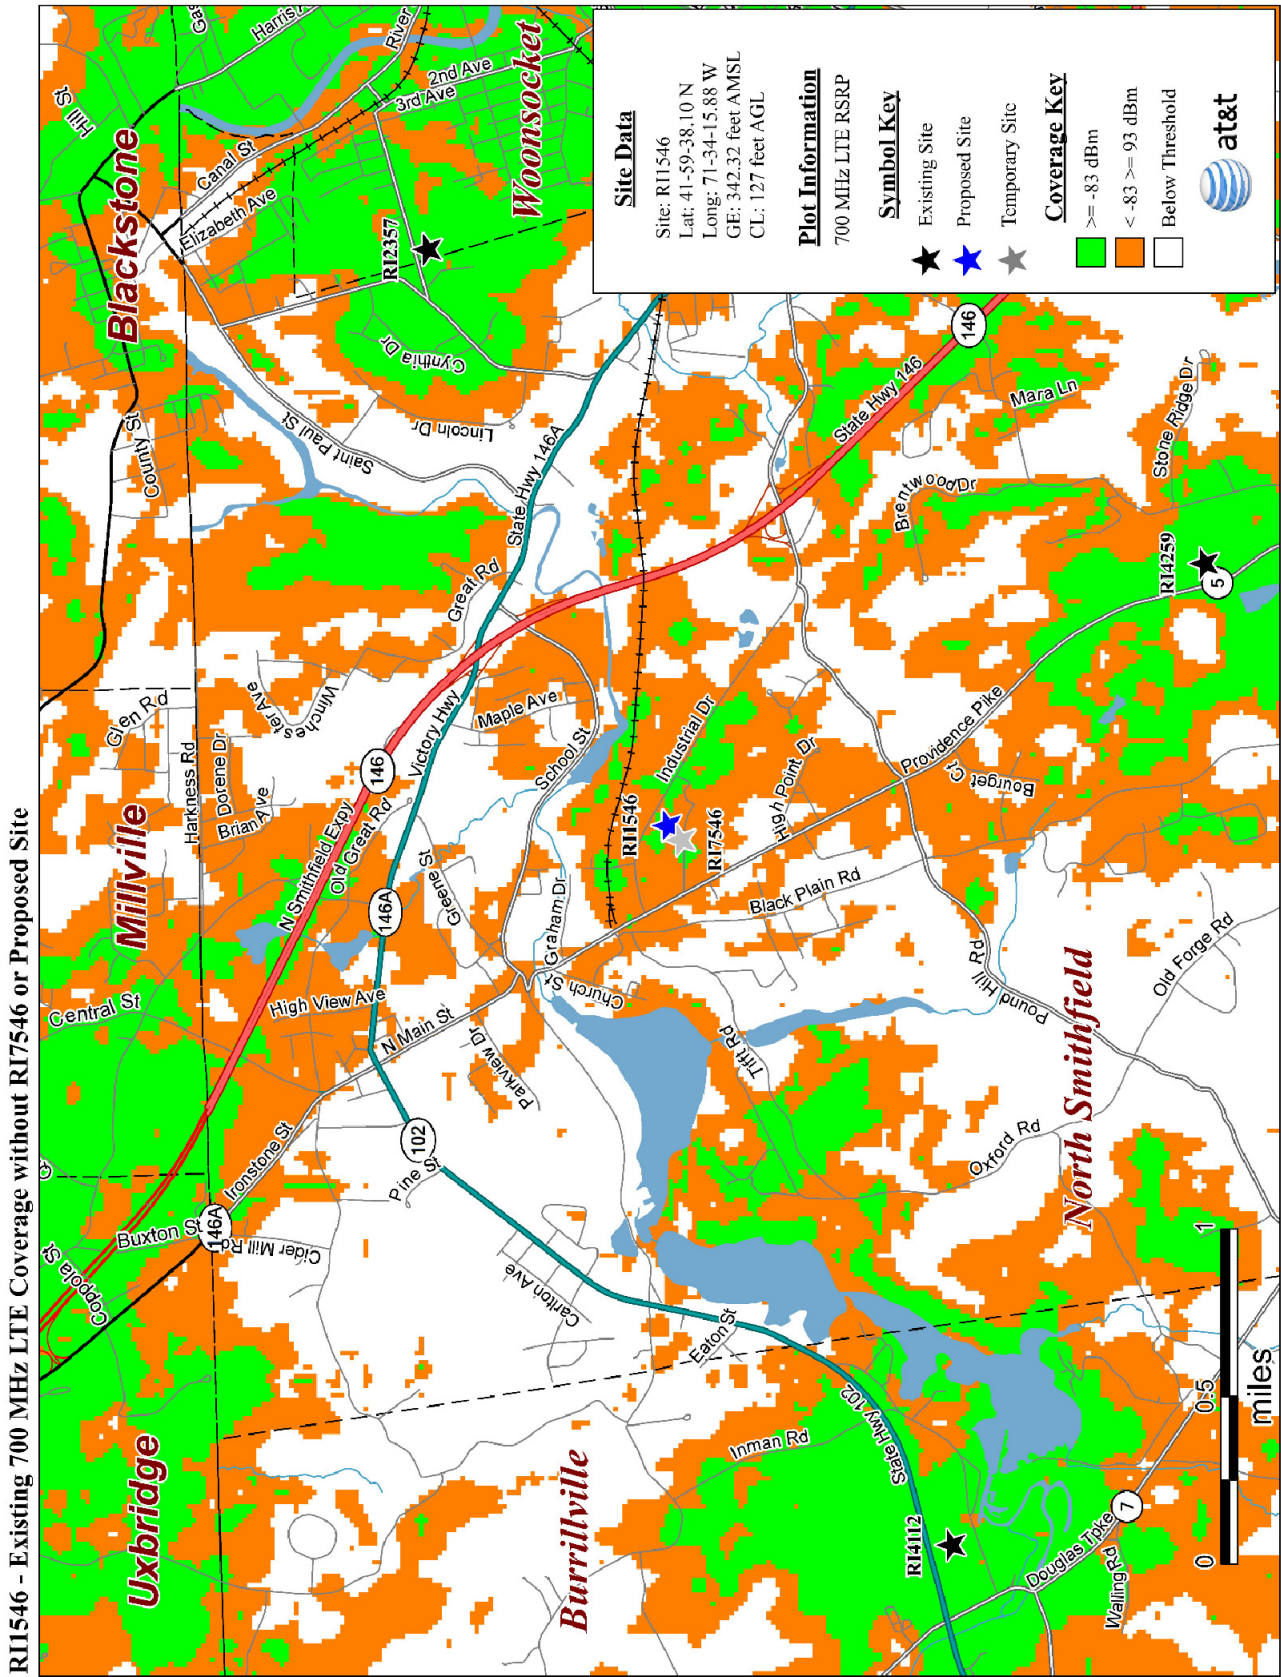 RI1546 - Existing 700 MHz LTE Coverage without RI7546 or Proposed Site
Uxbridge
Millville
Blackstone
Woonsocket
Burrillville
North Smithfield
Coppola St
Buxton St
146A
Cider Mill Rd
Ironstone St
Central St
Harkness Rd
Glen Rd
Dorene Dr
Brian Ave
Winchester Ave
County St
Hill St
Harris
Gas
River
2nd Ave
3rd Ave
Canal St
Elizabeth Ave
RI2357
Cynthia Dr
Lincoln Dr
Saint Paul St
State Hwy 146A
Great Rd
N Smithfield Expy
146
Old Great Rd
Victory Hwy
146A
High View Ave
N Main St
Greene St
Maple Ave
School St
Parkview Dr
Graham Dr
Church St
102
Pine St
Carlton Ave
Eaton St
Inman Rd
State Hwy 102
RI4112
Douglas Tpke
7
Walling Rd
RI1546
RI7546
Industrial Dr
High Point Dr
Black Plain Rd
Tifft Rd
Oxford Rd
Pound Hill Rd
Old Forge Rd
Providence Pike
Bourget Ct
Brentwood Dr
RI4259
5
Stone Ridge Dr
Mara Ln
State Hwy 146
146
0
0.5
1
miles
Site Data
Site: RI1546
Lat: 41-59-38.10 N
Long: 71-34-15.88 W
GE: 342.32 feet AMSL
CL: 127 feet AGL
Plot Information
700 MHz LTE RSRP
Symbol Key
Existing Site
Proposed Site
Temporary Site
Coverage Key
>= -83 dBm
< -83 >= 93 dBm
Below Threshold
at&t